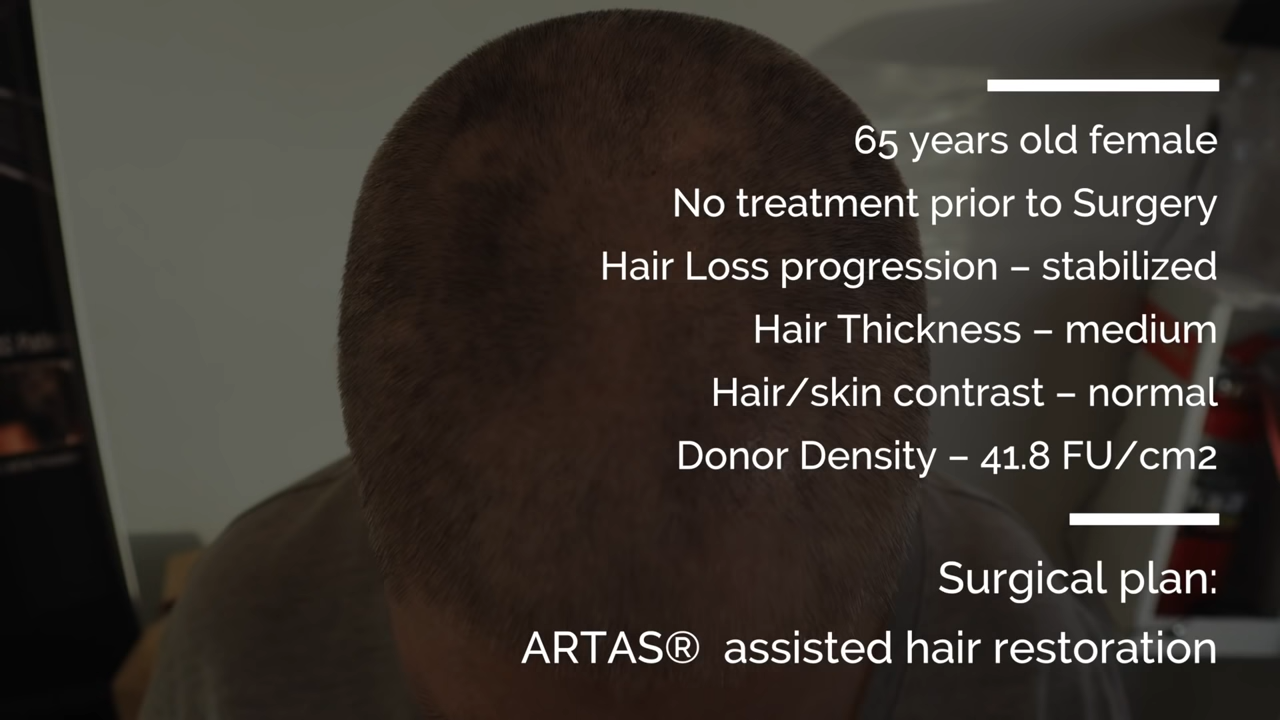 65 years old female
No treatment prior to Surgery
Hair Loss progression – stabilized
Hair Thickness – medium
Hair/skin contrast – normal
Donor Density – 41.8 FU/cm2
Surgical plan:
ARTAS® assisted hair restoration